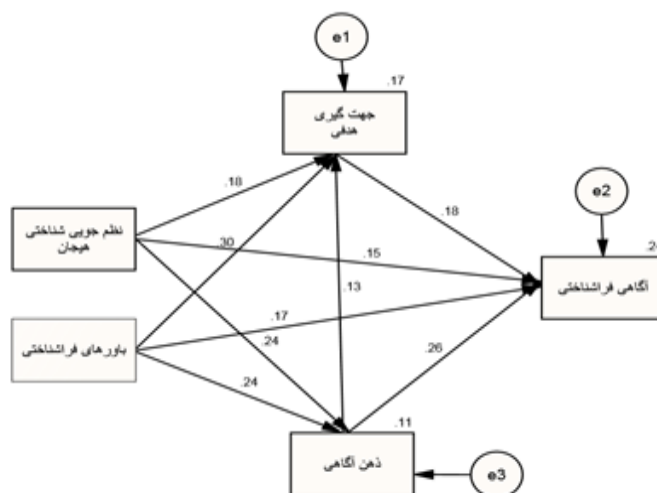 e1
.17
جهت گیری
هدفی
.18
.18
e2
نظم جویی شناختی
هیجان
.30
.15
.24
آگاهی فراشناختی
.13
.17
باورهای فراشناختی
.24
.24
.26
.11
ذهن آگاهی
e3